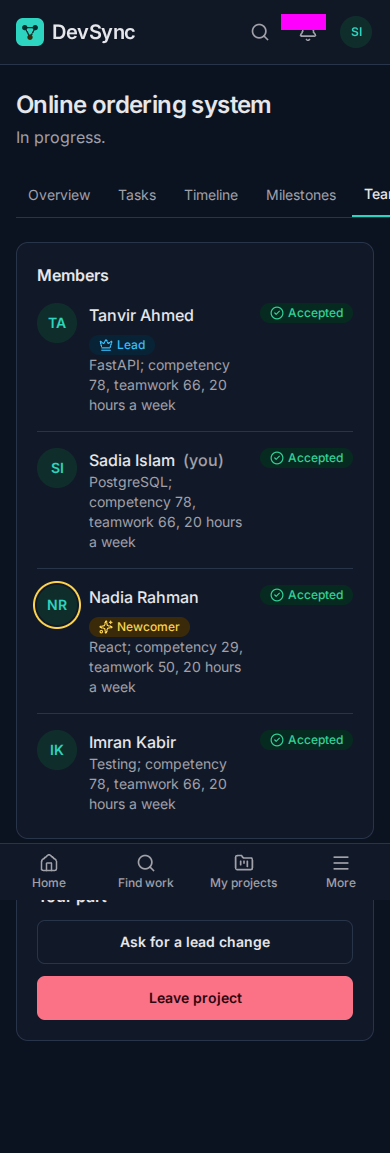 DevSync
SI
Online ordering system
In progress.
Overview Tasks Timeline Milestones
Members
TA
Tanvir Ahmed
Accepted
Lead
FastAPI; competency
78, teamwork 66, 20
hours a week
SI
Sadia Islam (you)
Accepted
PostgreSQL;
competency 78,
teamwork 66, 20 hours
a week
NR
Nadia Rahman
Accepted
Newcomer
React; competency 29,
teamwork 50, 20 hours
a week
IK
Imran Kabir
Accepted
Testing; competency
78, teamwork 66, 20
hours a week
Home Find work My projects More
Your part
Ask for a lead change
Leave project